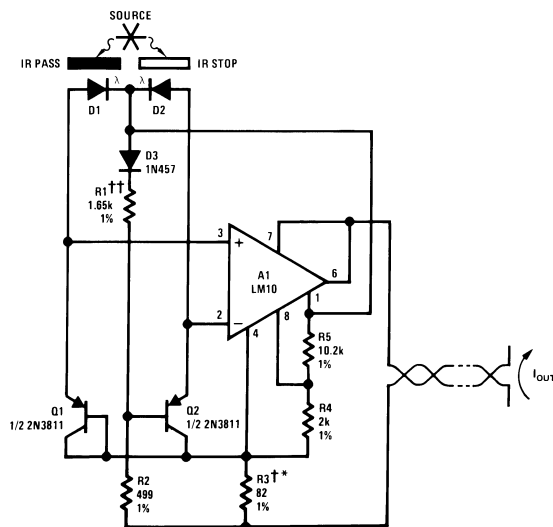 SOURCE
IR PASS
IR STOP
λ
λ
D1
D2
D3
1N457
R1††
1.65k
1%
3
+
7
A1
LM10
6
1
2
−
4
8
R5
10.2k
1%
IOUT
Q1
1/2 2N3811
Q2
1/2 2N3811
R4
2k
1%
R2
499
1%
R3†*
82
1%